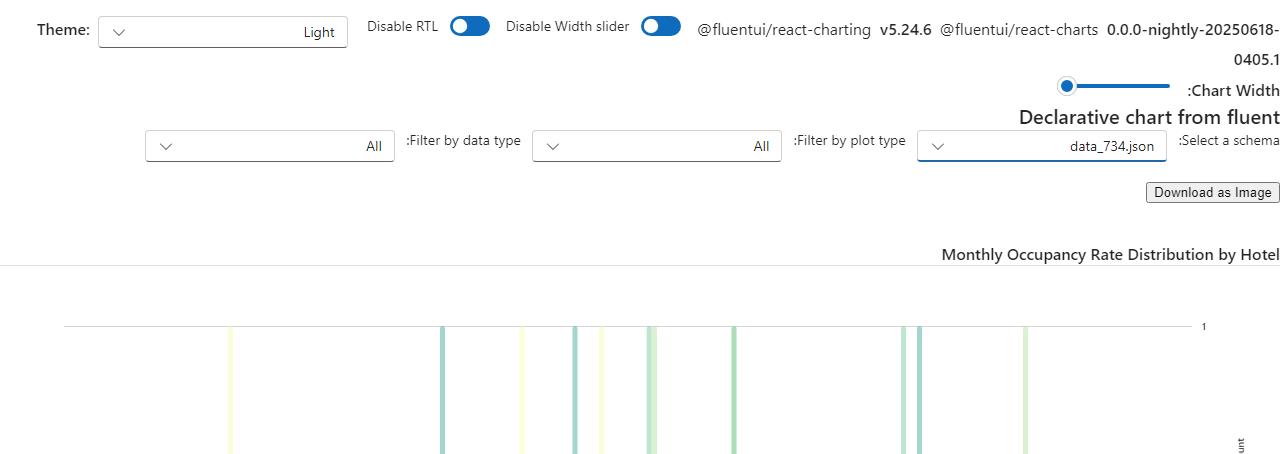 Theme: Light Disable RTL Disable Width slider @fluentui/react-charting v5.24.6 @fluentui/react-charts 0.0.0-nightly-20250618-
0405.1
:Chart Width
Declarative chart from fluent
:Select a schema data_734.json :Filter by plot type All :Filter by data type All
Download as Image
Monthly Occupancy Rate Distribution by Hotel
1